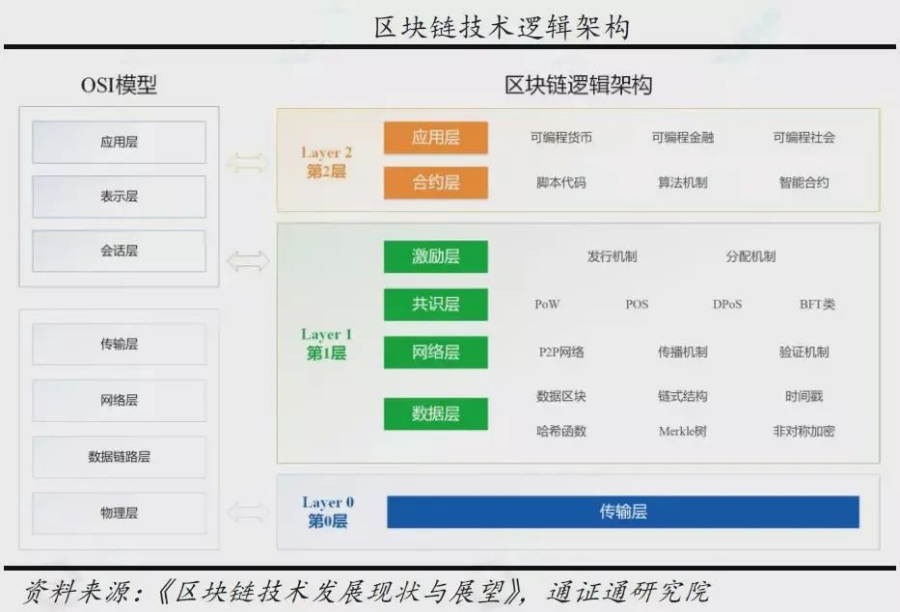 区块链技术逻辑架构
OSI模型
区块链逻辑架构
应用层
表示层
会话层
传输层
网络层
数据链路层
物理层
Layer 2
第2层
应用层 可编程货币 可编程金融 可编程社会
合约层 脚本代码 算法机制 智能合约
Layer 1
第1层
激励层 发行机制 分配机制
共识层 PoW POS DPoS BFT类
网络层 P2P网络 传播机制 验证机制
数据层 数据区块 链式结构 时间戳
哈希函数 Merkle树 非对称加密
Layer 0
第0层
传输层
资料来源：《区块链技术发展现状与展望》，通证通研究院